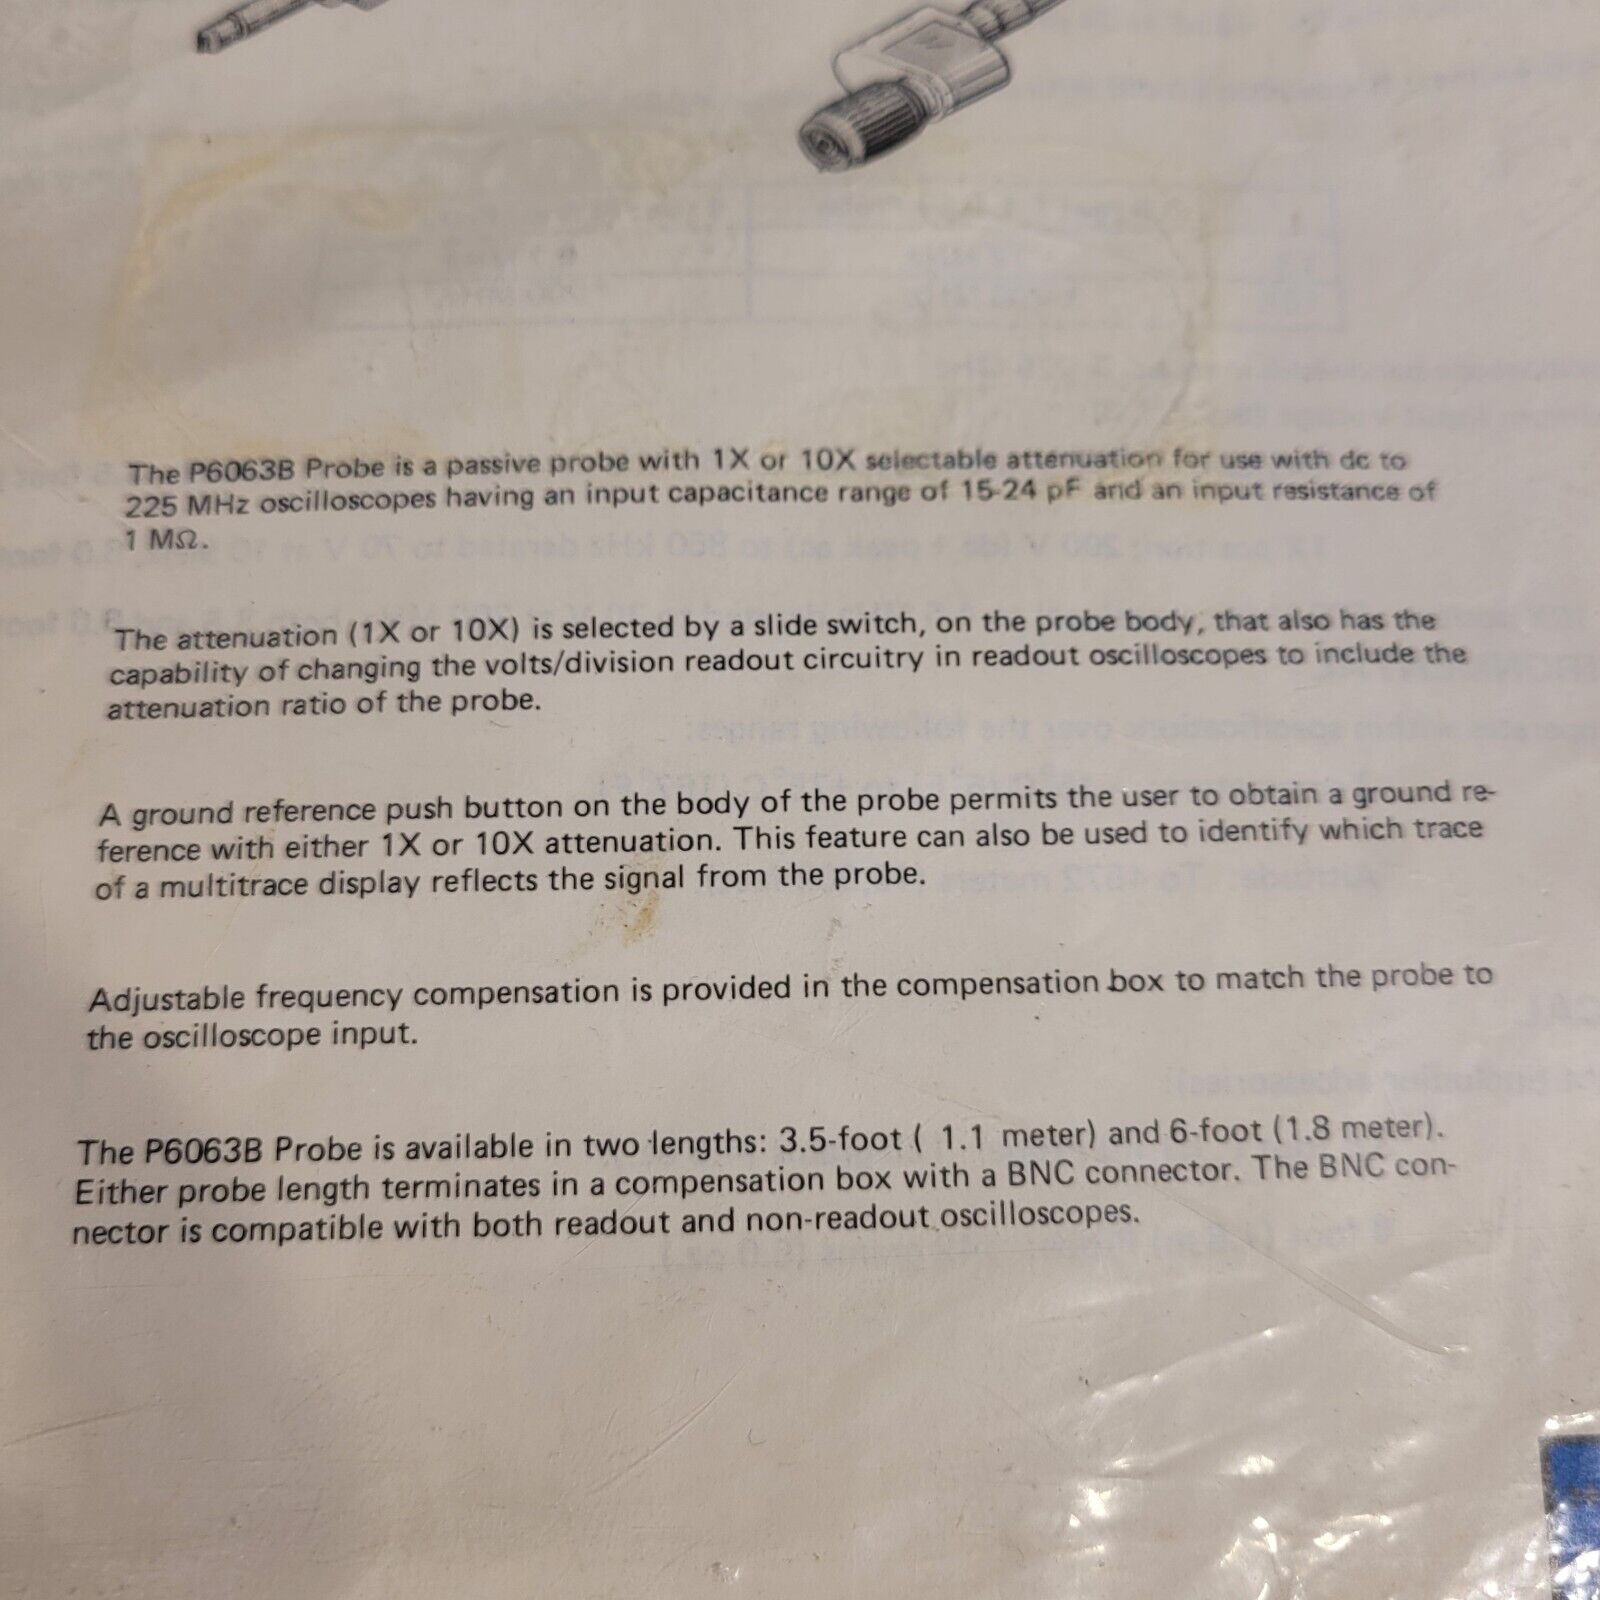 The P6063B Probe is a passive probe with 1X or 10X selectable attenuation for use with dc to
225 MHz oscilloscopes having an input capacitance range of 15-24 pF and an input resistance of
1 MΩ.
The attenuation (1X or 10X) is selected by a slide switch, on the probe body, that also has the
capability of changing the volts/division readout circuitry in readout oscilloscopes to include the
attenuation ratio of the probe.
A ground reference push button on the body of the probe permits the user to obtain a ground re-
ference with either 1X or 10X attenuation. This feature can also be used to identify which trace
of a multitrace display reflects the signal from the probe.
Adjustable frequency compensation is provided in the compensation box to match the probe to
the oscilloscope input.
The P6063B Probe is available in two lengths: 3.5-foot ( 1.1 meter) and 6-foot (1.8 meter).
Either probe length terminates in a compensation box with a BNC connector. The BNC con-
nector is compatible with both readout and non-readout oscilloscopes.